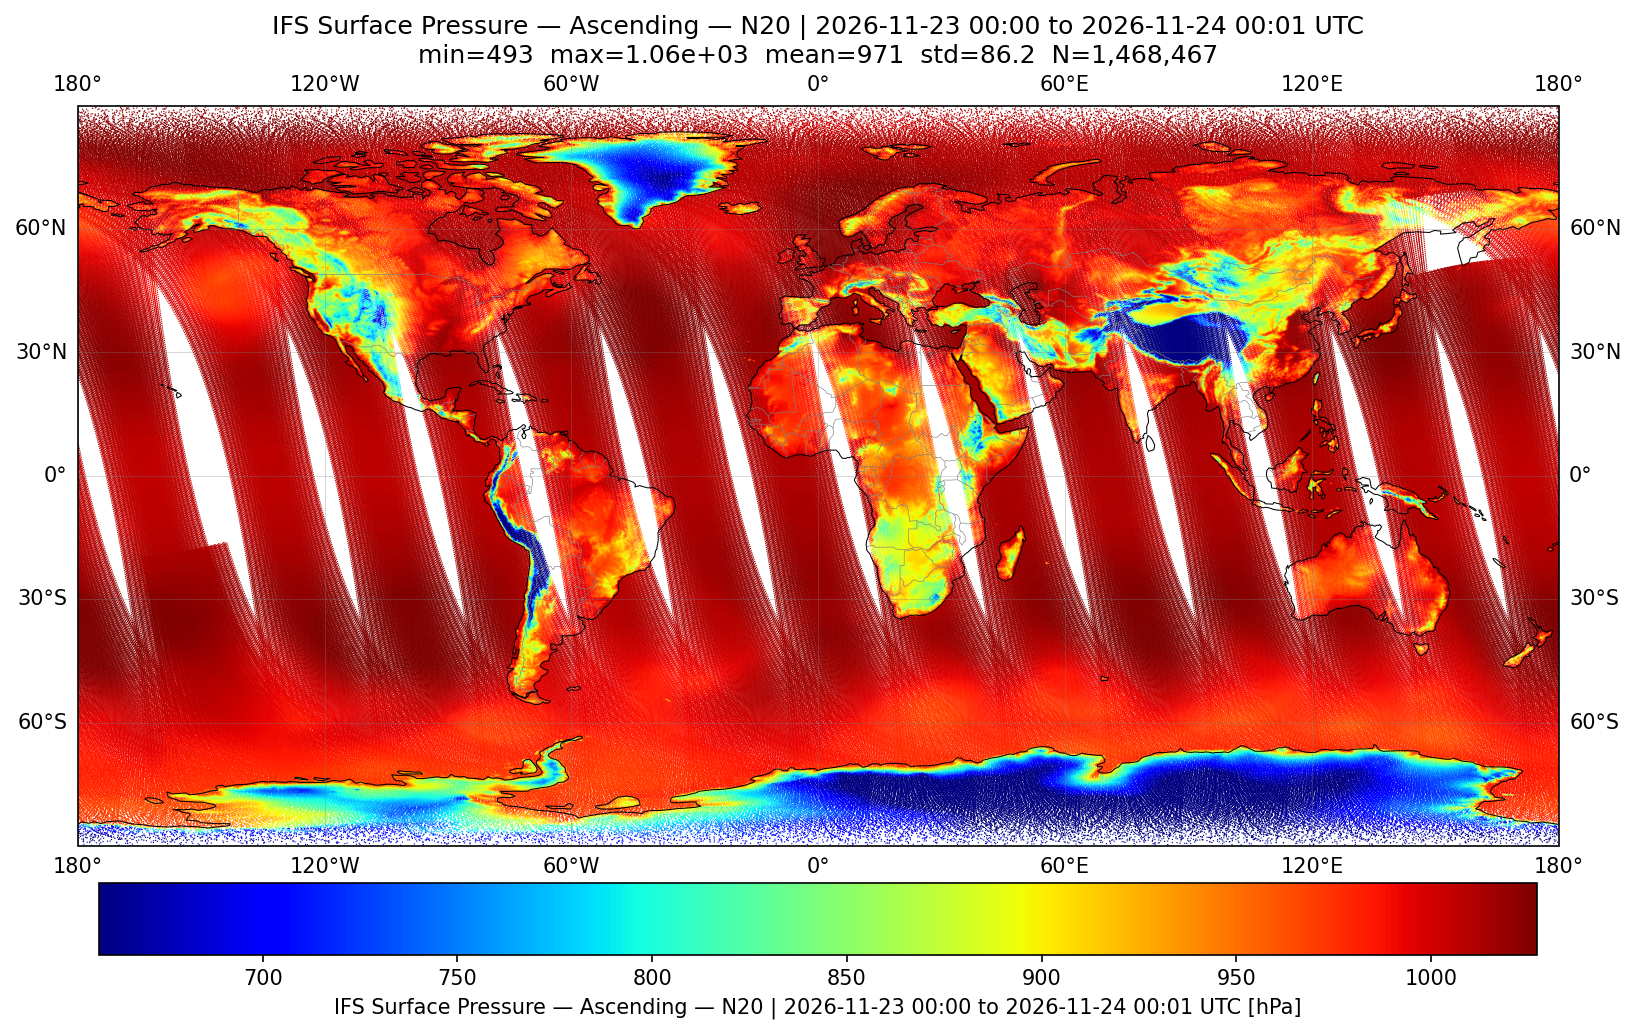 IFS Surface Pressure — Ascending — N20 | 2026-11-23 00:00 to 2026-11-24 00:01 UTC
min=493 max=1.06e+03 mean=971 std=86.2 N=1,468,467
180° 120°W 60°W 0° 60°E 120°E 180°
60°N 60°N
30°N 30°N
0° 0°
30°S 30°S
60°S 60°S
180° 120°W 60°W 0° 60°E 120°E 180°
700 750 800 850 900 950 1000
IFS Surface Pressure — Ascending — N20 | 2026-11-23 00:00 to 2026-11-24 00:01 UTC [hPa]